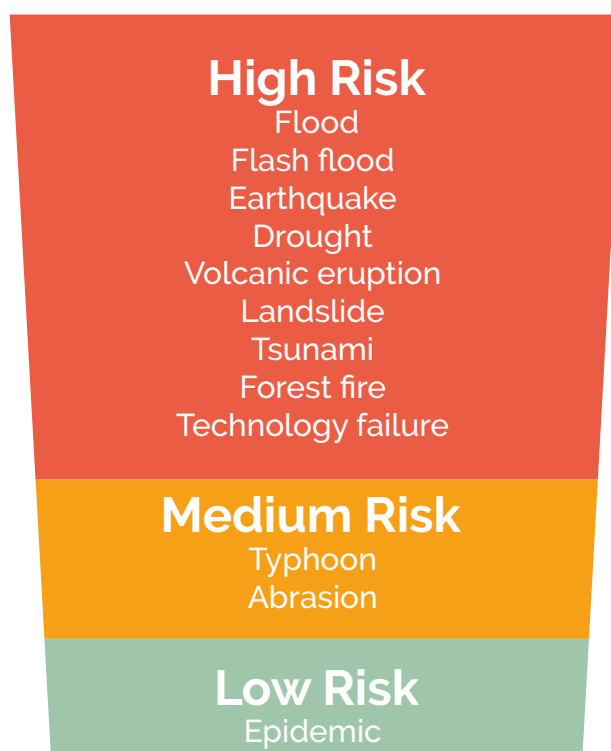 High Risk
Flood
Flash flood
Earthquake
Drought
Volcanic eruption
Landslide
Tsunami
Forest fire
Technology failure
Medium Risk
Typhoon
Abrasion
Low Risk
Epidemic